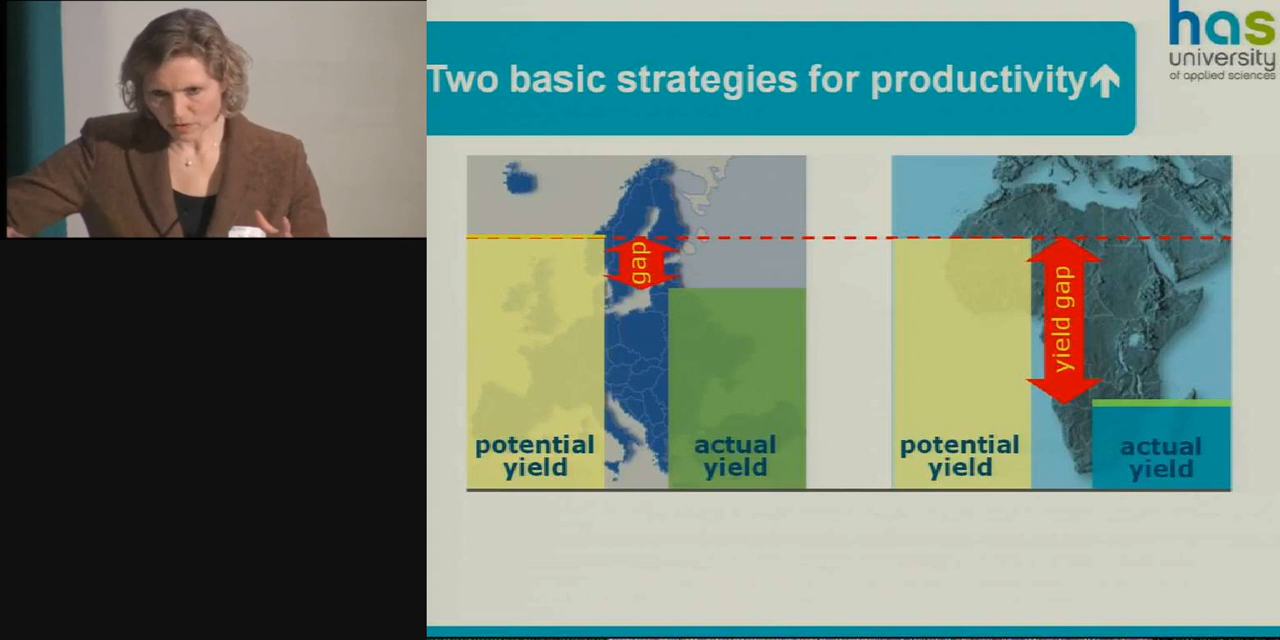 has
university
of applied sciences
Two basic strategies for productivity↑
gap
yield gap
potential
yield
actual
yield
potential
yield
actual
yield